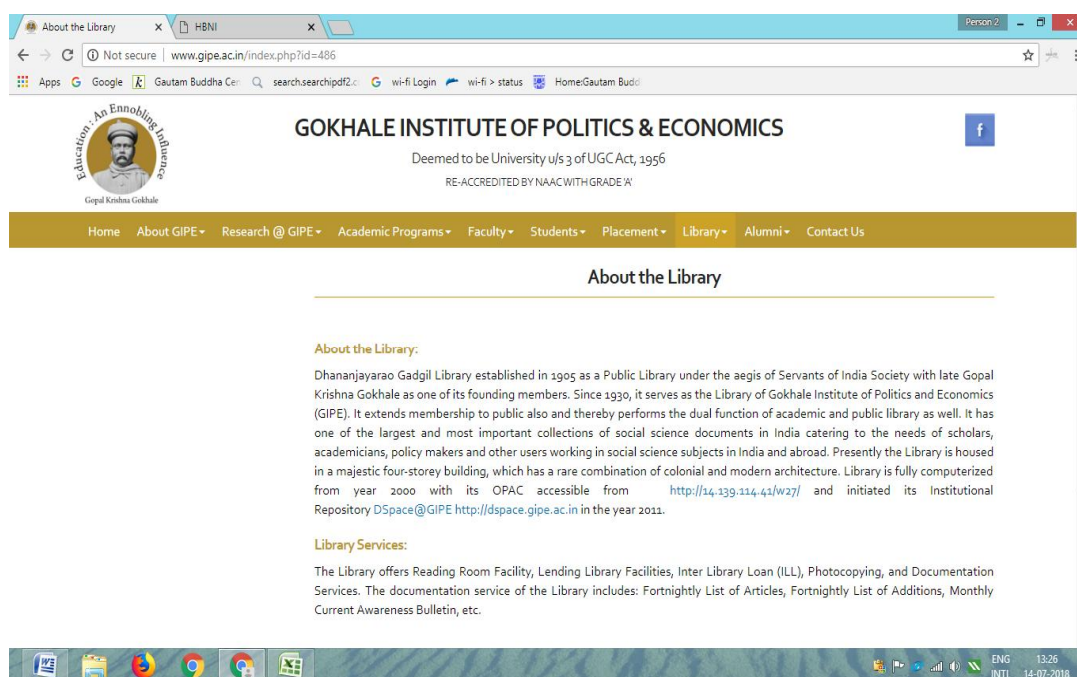 About the Library
HBNI
Person 2
Not secure | www.gipe.ac.in/index.php?id=486
Apps Google Gautam Buddha Cen search.searchipdf2.c wi-fi Login wi-fi > status Home:Gautam Budd
Education : An Ennobling Influence
Gopal Krishna Gokhale
GOKHALE INSTITUTE OF POLITICS & ECONOMICS
Deemed to be University u/s 3 of UGC Act, 1956
RE-ACCREDITED BY NAAC WITH GRADE 'A'
f
Home About GIPE Research @ GIPE Academic Programs Faculty Students Placement Library Alumni Contact Us
About the Library
About the Library:
Dhananjayarao Gadgil Library established in 1905 as a Public Library under the aegis of Servants of India Society with late Gopal
Krishna Gokhale as one of its founding members. Since 1930, it serves as the Library of Gokhale Institute of Politics and Economics
(GIPE). It extends membership to public also and thereby performs the dual function of academic and public library as well. It has
one of the largest and most important collections of social science documents in India catering to the needs of scholars,
academicians, policy makers and other users working in social science subjects in India and abroad. Presently the Library is housed
in a majestic four-storey building, which has a rare combination of colonial and modern architecture. Library is fully computerized
from year 2000 with its OPAC accessible from http://14.139.114.41/w27/ and initiated its Institutional
Repository DSpace@GIPE http://dspace.gipe.ac.in in the year 2011.
Library Services:
The Library offers Reading Room Facility, Lending Library Facilities, Inter Library Loan (ILL), Photocopying, and Documentation
Services. The documentation service of the Library includes: Fortnightly List of Articles, Fortnightly List of Additions, Monthly
Current Awareness Bulletin, etc.
ENG 13:26
INTL 14-07-2018